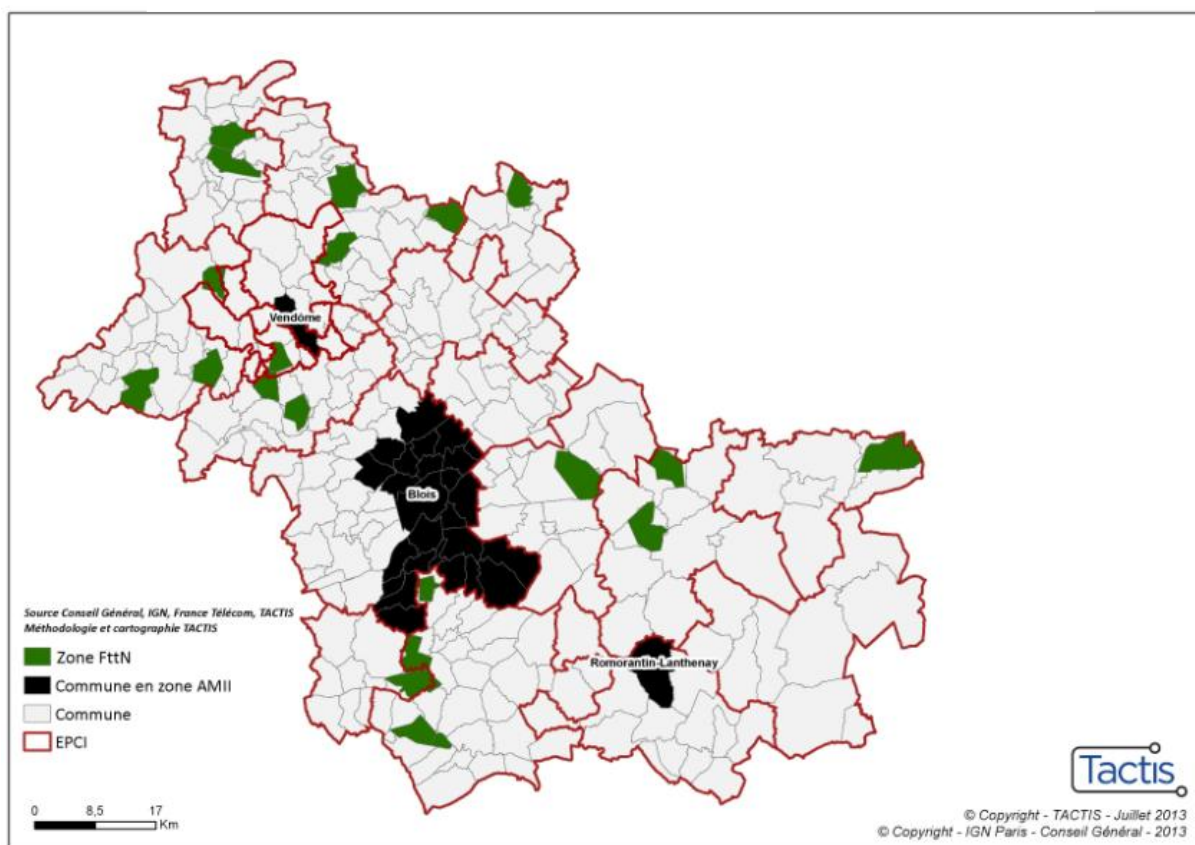 Vendôme
Blois
Romorantin-Lanthenay
Source Conseil Général, IGN, France Télécom, TACTIS
Méthodologie et cartographie TACTIS
Zone FttN
Commune en zone AMII
Commune
EPCI
0 8,5 17
Km
Tactis
© Copyright - TACTIS - Juillet 2013
© Copyright - IGN Paris - Conseil Général - 2013